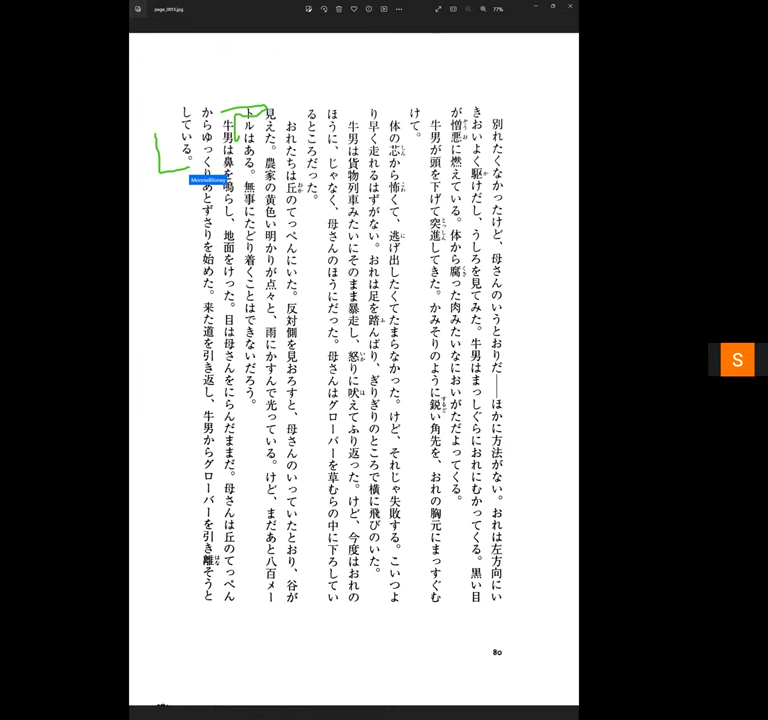 page_0013.jpg
77%
別れたくなかったけど、母さんのいうとおりだ――ほかに方法がない。おれは左方向にい
きおいよく駆けだし、うしろを見てみた。牛男はまっしぐらにおれにむかってくる。黒い目
が憎悪に燃えている。体から腐った肉みたいなにおいがただよってくる。
牛男が頭を下げて突進してきた。かみそりのように鋭い角先を、おれの胸元にまっすぐむ
けて。
体の芯から怖くて、逃げ出したくてたまらなかった。けど、それじゃ失敗する。こいつよ
り早く走れるはずがない。おれは足を踏んばり、ぎりぎりのところで横に飛びのいた。
牛男は貨物列車みたいにそのまま暴走し、怒りに吠えてふり返った。けど、今度はおれの
ほうに、じゃなく、母さんのほうにだった。母さんはグローバーを草むらの中に下ろしてい
るところだった。
おれたちは丘のてっぺんにいた。反対側を見おろすと、母さんのいっていたとおり、谷が
見えた。農家の黄色い明かりが点々と、雨にかすんで光っている。けど、まだあと八百メー
トルはある。無事にたどり着くことはできないだろう。
牛男は鼻を鳴らし、地面をけった。目は母さんをにらんだままだ。母さんは丘のてっぺん
からゆっくりあとずさりを始めた。来た道を引き返し、牛男からグローバーを引き離そうと
している。
80
S